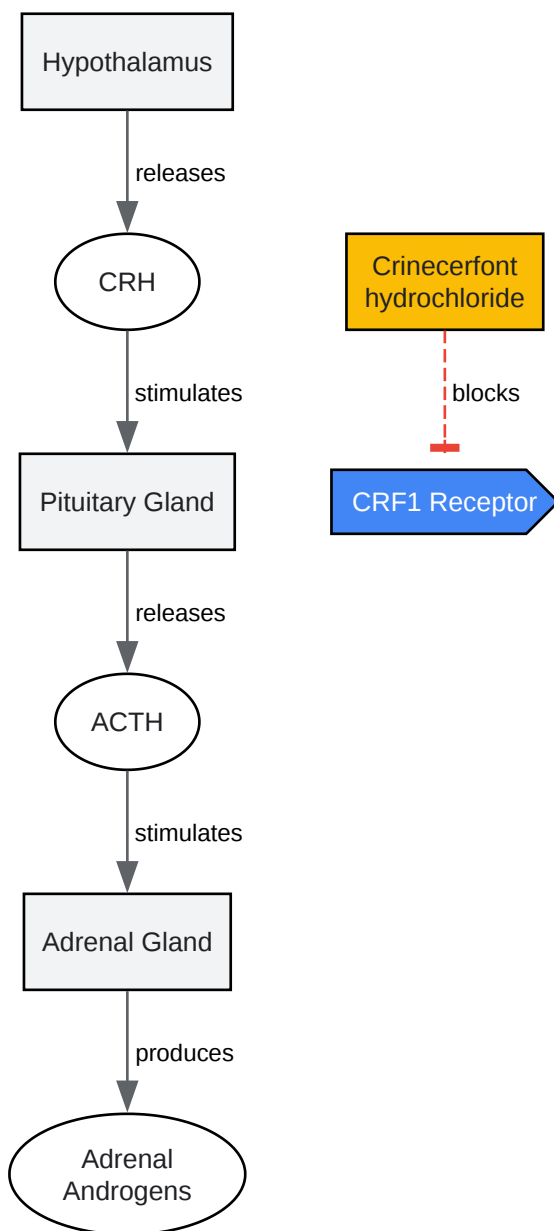 Hypothalamus
releases
CRH
Crinecerfont
hydrochloride
stimulates
blocks
Pituitary Gland
CRF1 Receptor
releases
ACTH
stimulates
Adrenal Gland
produces
Adrenal
Androgens